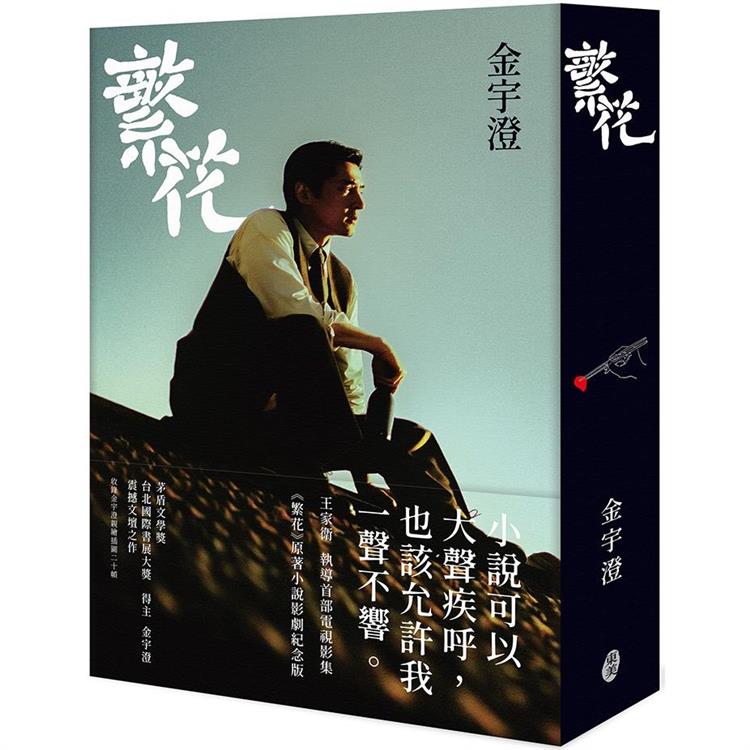 繁花
金宇澄
小說可以
大聲疾呼，
也該允許我
一聲不響。
王家衛 執導首部電視影集
《繁花》原著小說影劇紀念版
茅盾文學獎
台北國際書展大獎 得主 金宇澄
震撼文壇之作
收錄金宇澄親繪插圖二十幀
繁花
金宇澄
東美